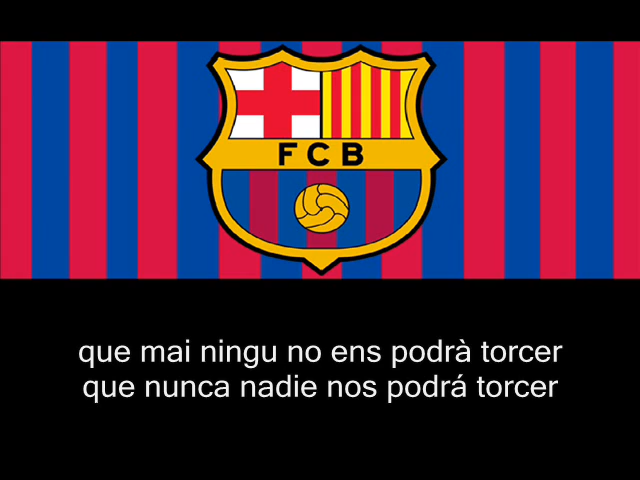 FCB
que mai ningu no ens podrà torcer
que nunca nadie nos podrá torcer